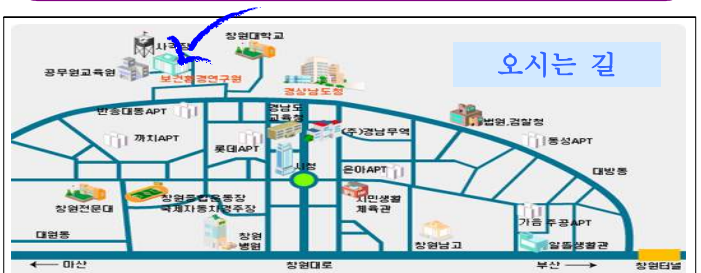 오시는 길
사격장
창원대학교
공무원교육원
보건환경연구원
경상남도청
반송대동APT
경남도
교육청
(주)경남무역
법원,검찰청
까치APT
롯데APT
동성APT
시청
은아APT
대방동
창원전문대
창원종합운동장
국제자동차경주장
시민생활
체육관
가음 주공APT
대원동
창원
병원
창원남고
알뜰생활관
← 마산
창원대로
부산 →
창원터널